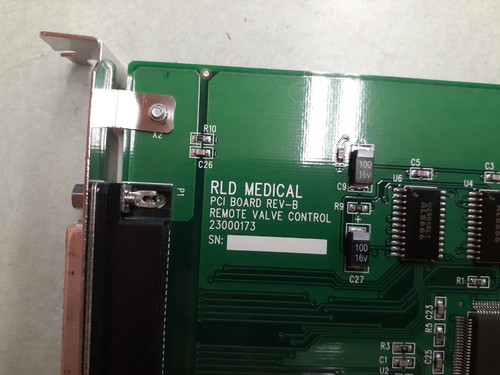 R10
X2
C26
P1
RLD MEDICAL
PCI BOARD REV-B
REMOTE VALVE CONTROL
23000173
SN:
100
16V
C9
R9
+
100
16V
C27
C5
U6
C3
U4
R1
C23
R5
C25
R3
C1
U2